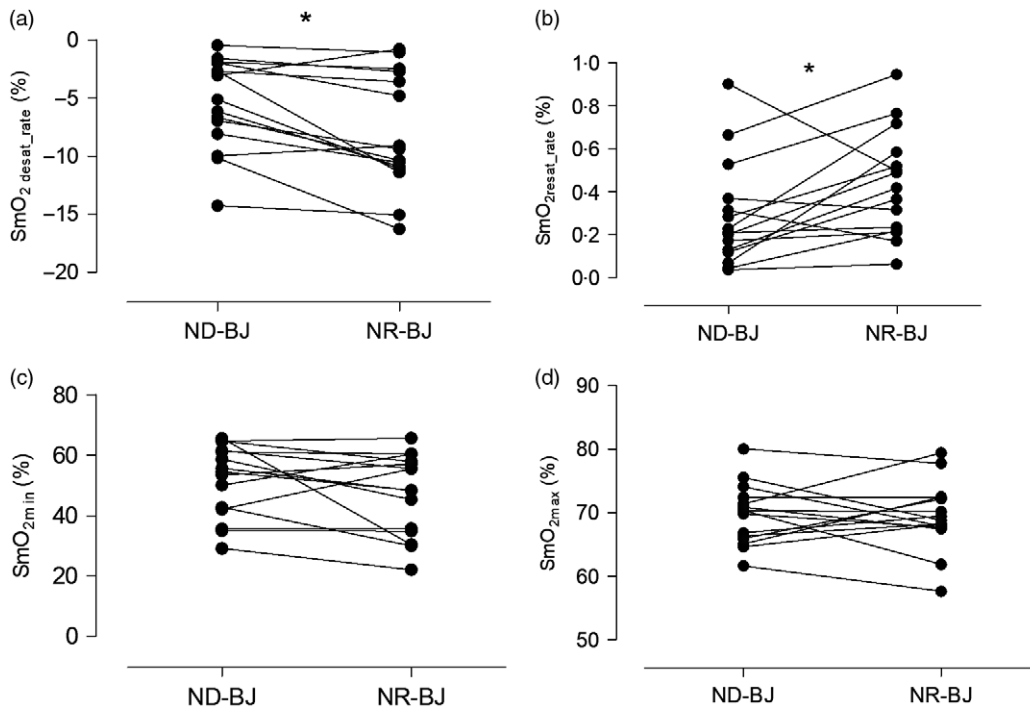 (a)
*
SmO2 desat_rate (%)
0
−5
−10
−15
−20
ND-BJ
NR-BJ
(b)
*
SmO2resat_rate (%)
1·0
0·8
0·6
0·4
0·2
0·0
ND-BJ
NR-BJ
(c)
SmO2min (%)
80
60
40
20
0
ND-BJ
NR-BJ
(d)
SmO2max (%)
90
80
70
60
50
ND-BJ
NR-BJ